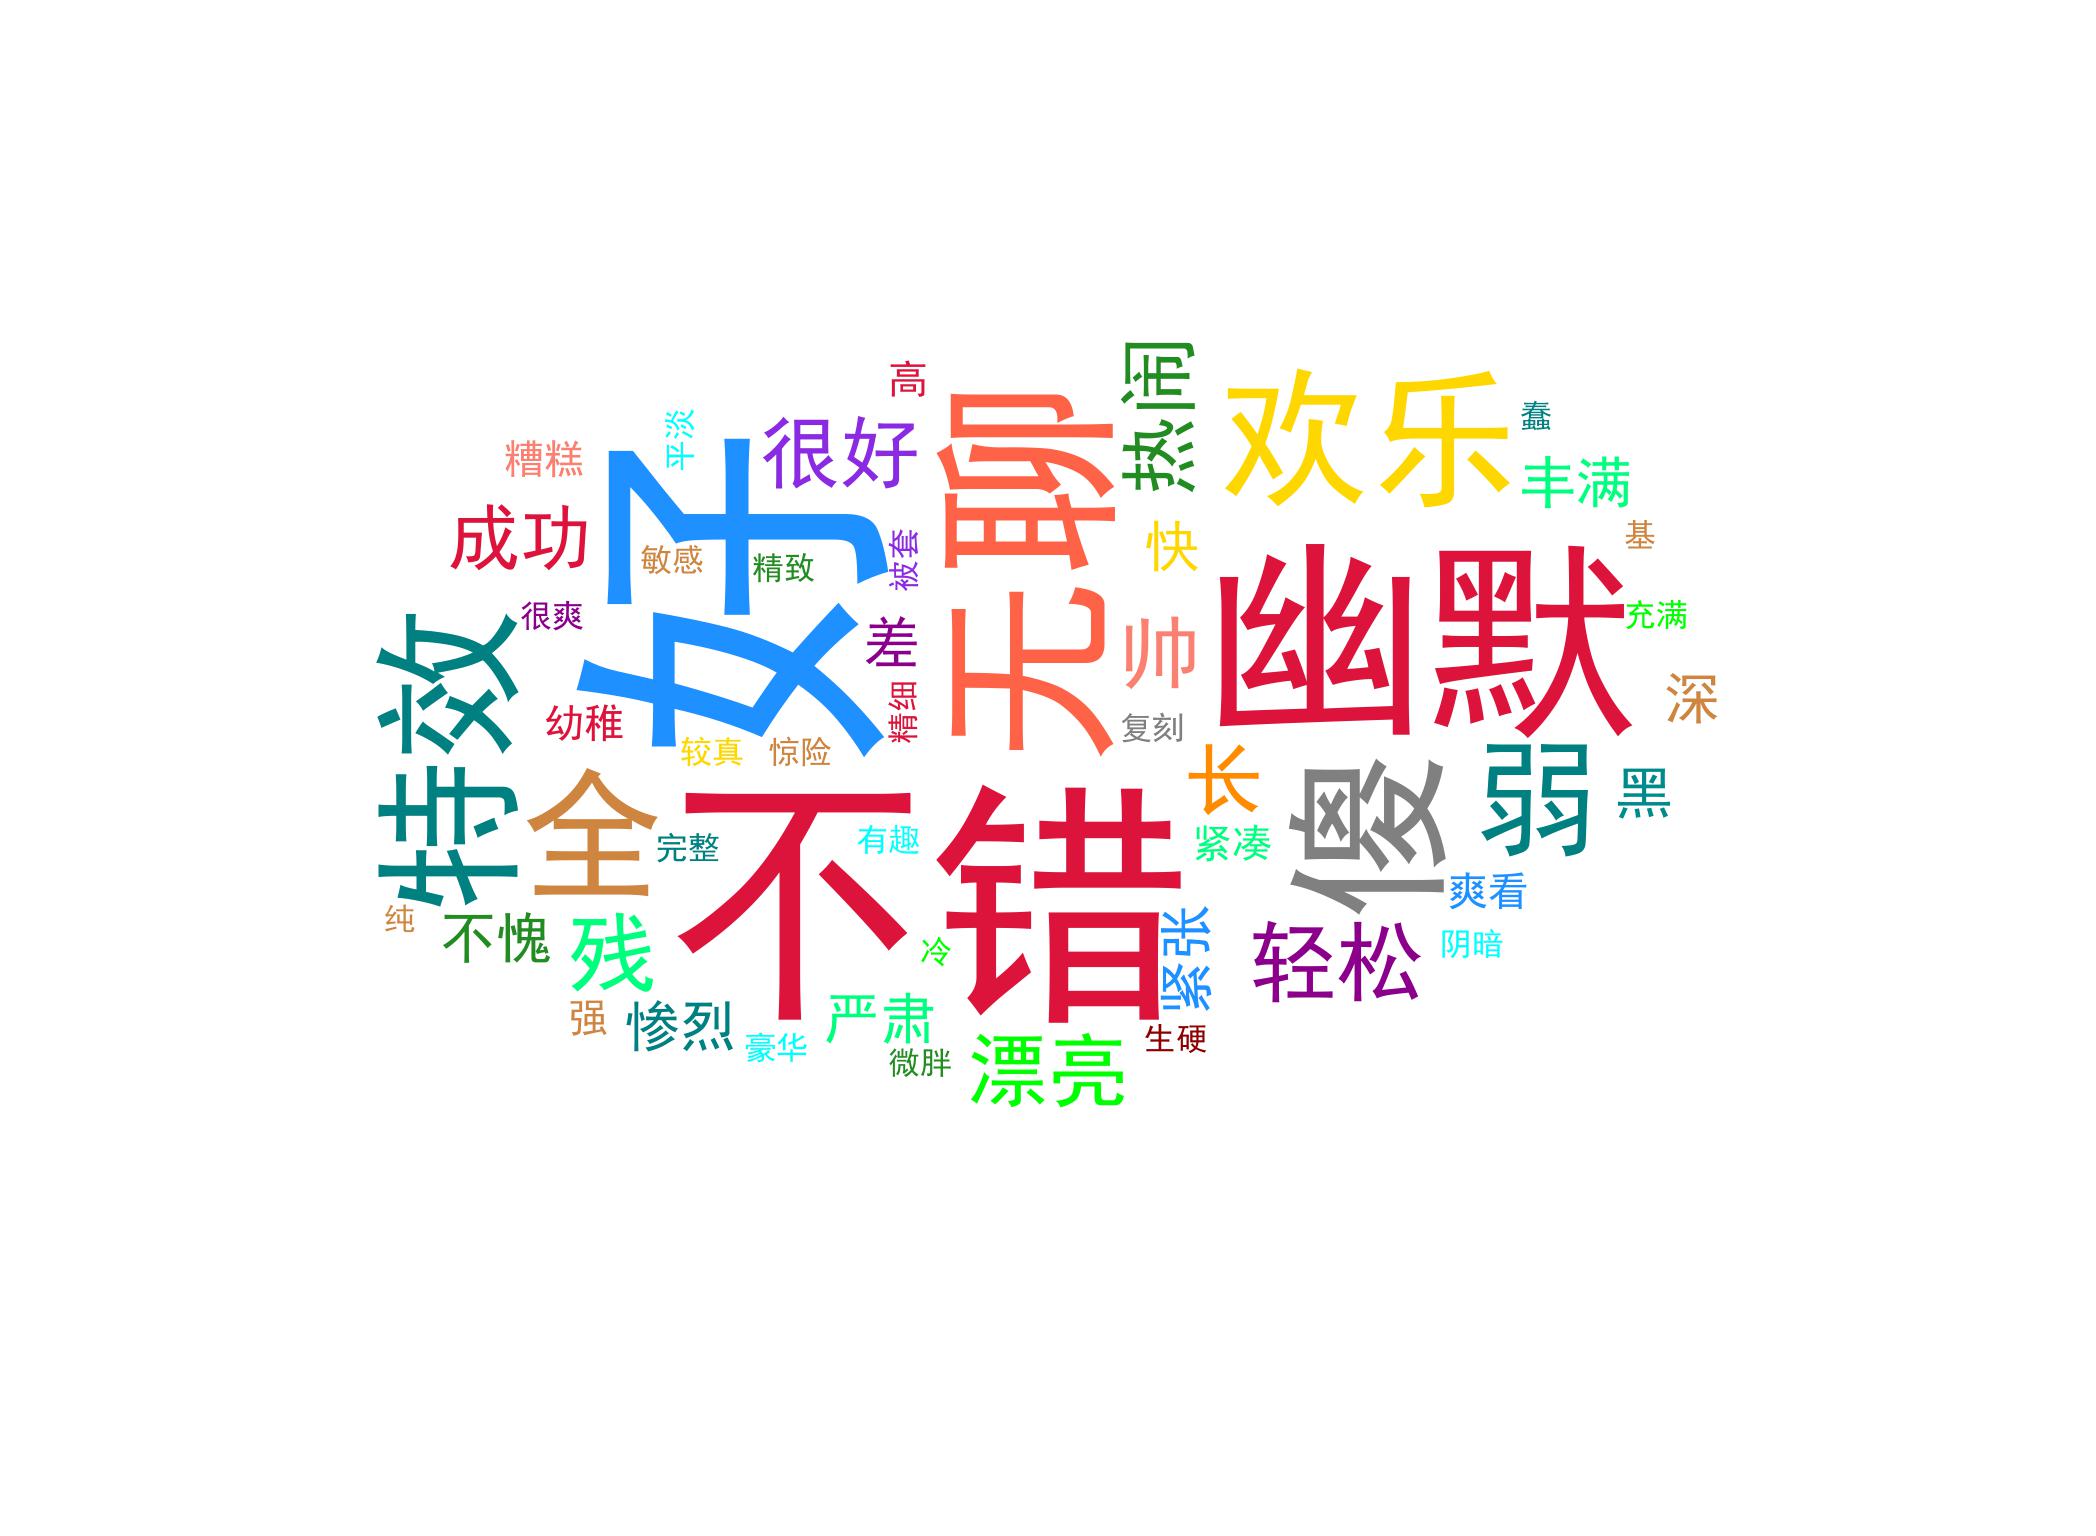 高
热闹
欢乐
蠢
平淡
很好
无聊
糟糕
丰满
成功
好
快
基
敏感
精致
被套
幽默
很爽
充满
特效
差
帅
幼稚
精细
深
较真
惊险
复刻
长
弱
黑
全
完整
不错
有趣
紧凑
傻
爽看
纯
不愧
残
冷
紧张
轻松
阴暗
强
惨烈
豪华
严肃
微胖
漂亮
生硬